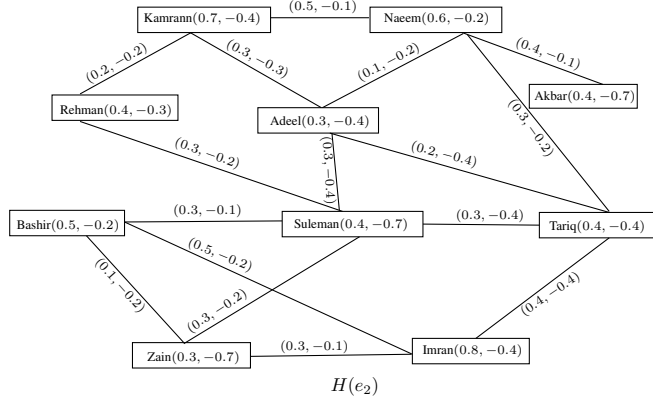 (0.5, −0.1)
Kamrann(0.7, −0.4)
Naeem(0.6, −0.2)
(0.2, −0.2)
(0.3, −0.3)
(0.1, −0.2)
(0.4, −0.1)
Rehman(0.4, −0.3)
Adeel(0.3, −0.4)
Akbar(0.4, −0.7)
(0.3, −0.2)
(0.3, −0.2)
(0.3, −0.4)
(0.2, −0.4)
Bashir(0.5, −0.2)
(0.3, −0.1)
Suleman(0.4, −0.7)
(0.3, −0.4)
Tariq(0.4, −0.4)
(0.1, −0.2)
(0.3, −0.2)
(0.5, −0.2)
(0.4, −0.4)
Zain(0.3, −0.7)
(0.3, −0.1)
Imran(0.8, −0.4)
H(e₂)